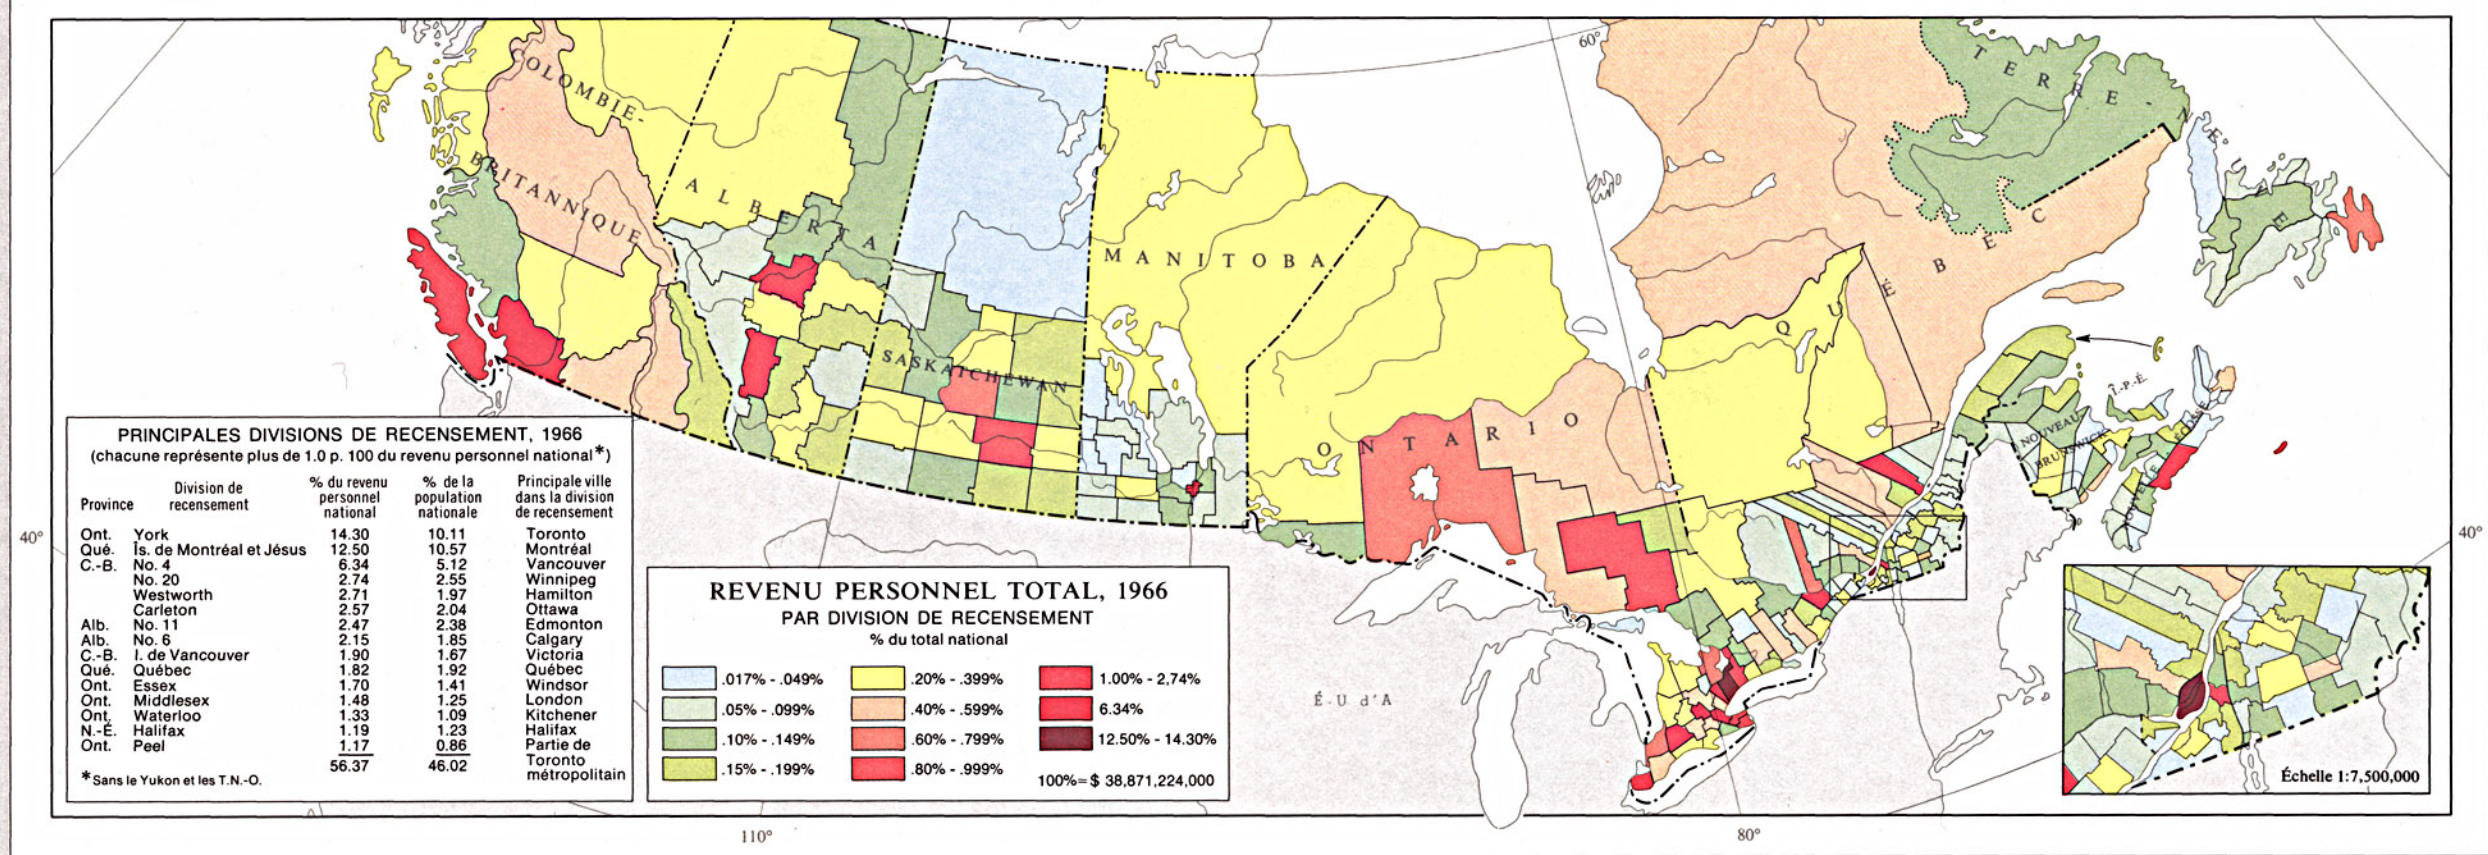 60°
TERRE-NEUVE
COLOMBIE-
BRITANNIQUE
ALBERTA
SASKATCHEWAN
MANITOBA
ONTARIO
QUÉBEC
Î.-P.-É.
NOUVEAU-
BRUNSWICK
NOUVELLE-ÉCOSSE
É.-U d'A
40°
40°
110°
80°
PRINCIPALES DIVISIONS DE RECENSEMENT, 1966
(chacune représente plus de 1.0 p. 100 du revenu personnel national*)
Province Division de recensement % du revenu personnel national % de la population nationale Principale ville dans la division de recensement
Ont. York 14.30 10.11 Toronto
Qué. Îs. de Montréal et Jésus 12.50 10.57 Montréal
C.-B. No. 4 6.34 5.12 Vancouver
No. 20 2.74 2.55 Winnipeg
Westworth 2.71 1.97 Hamilton
Carleton 2.57 2.04 Ottawa
Alb. No. 11 2.47 2.38 Edmonton
Alb. No. 6 2.15 1.85 Calgary
C.-B. I. de Vancouver 1.90 1.67 Victoria
Qué. Québec 1.82 1.92 Québec
Ont. Essex 1.70 1.41 Windsor
Ont. Middlesex 1.48 1.25 London
Ont. Waterloo 1.33 1.09 Kitchener
N.-É. Halifax 1.19 1.23 Halifax
Ont. Peel 1.17 0.86 Partie de Toronto métropolitain
56.37 46.02
*Sans le Yukon et les T.N.-O.
REVENU PERSONNEL TOTAL, 1966
PAR DIVISION DE RECENSEMENT
% du total national
.017% - .049%
.05% - .099%
.10% - .149%
.15% - .199%
.20% - .399%
.40% - .599%
.60% - .799%
.80% - .999%
1.00% - 2,74%
6.34%
12.50% - 14.30%
100%= $ 38,871,224,000
Échelle 1:7,500,000